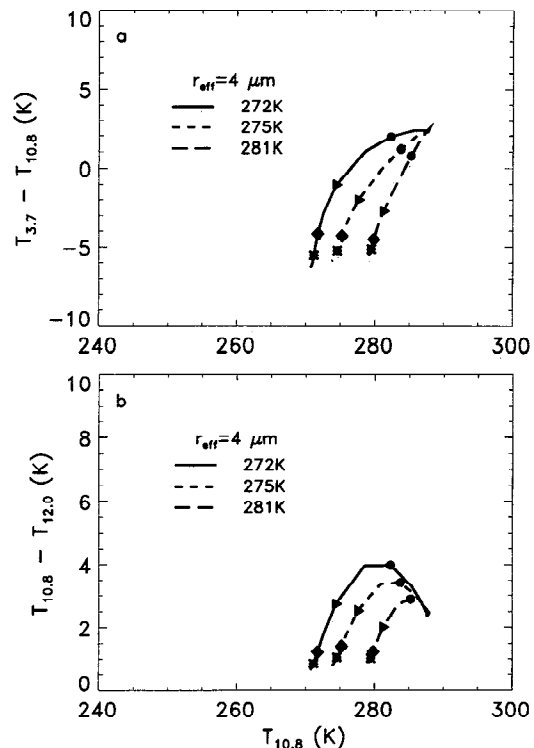 a
r_eff=4 μm
272K
275K
281K
T_3.7 − T_10.8 (K)
10
5
0
−5
−10
240
260
280
300
b
r_eff=4 μm
272K
275K
281K
T_10.8 − T_12.0 (K)
10
8
6
4
2
0
240
260
280
300
T_10.8 (K)